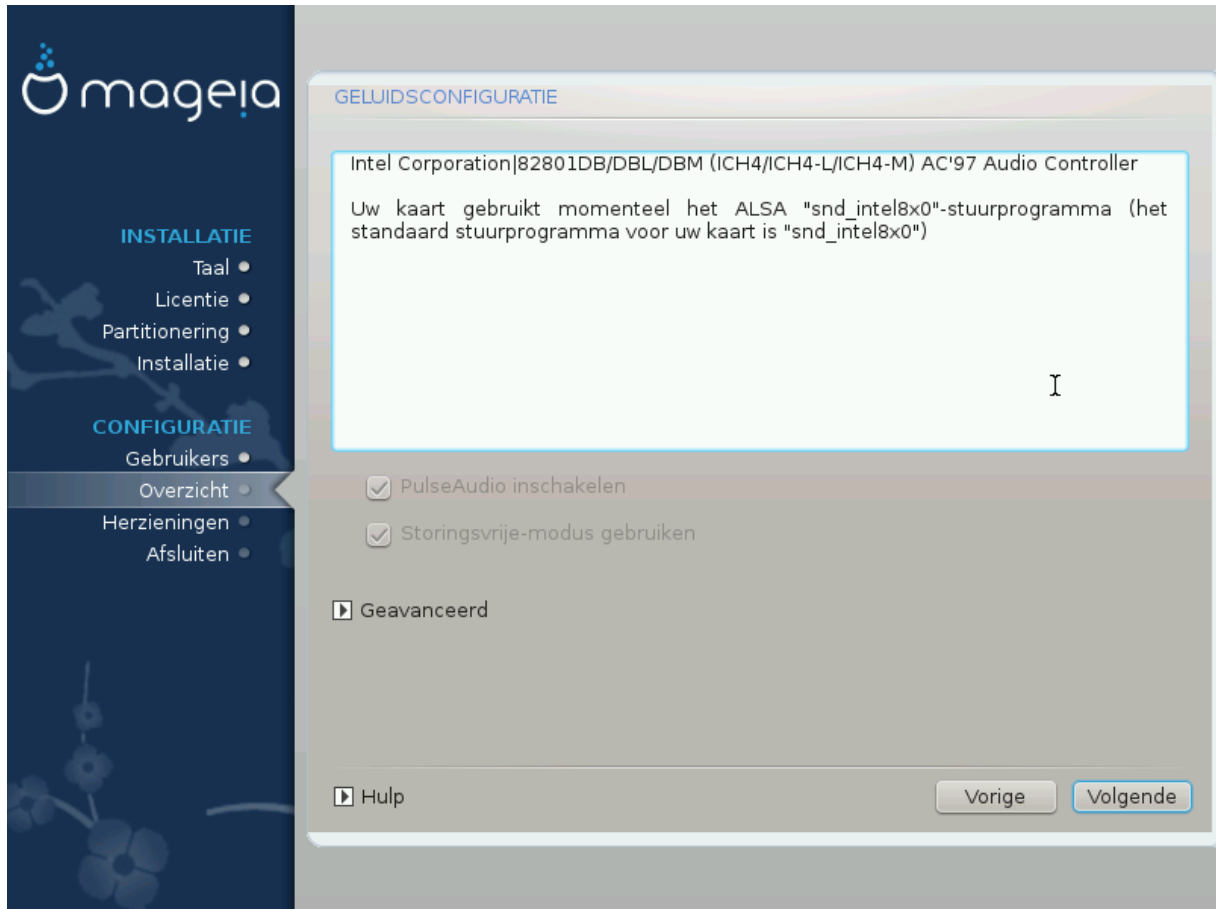 mageia
INSTALLATIE
Taal
Licentie
Partitionering
Installatie
CONFIGURATIE
Gebruikers
Overzicht
Herzieningen
Afsluiten
GELUIDSCONFIGURATIE
Intel Corporation|82801DB/DBL/DBM (ICH4/ICH4-L/ICH4-M) AC'97 Audio Controller
Uw kaart gebruikt momenteel het ALSA "snd_intel8x0"-stuurprogramma (het
standaard stuurprogramma voor uw kaart is "snd_intel8x0")
PulseAudio inschakelen
Storingsvrije-modus gebruiken
Geavanceerd
Hulp
Vorige
Volgende